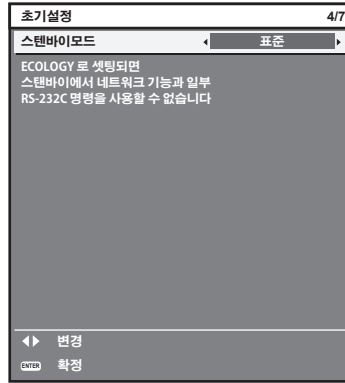 초기설정 4/7
스텐바이모드 표준
ECOLOGY 로 셋팅되면
스탠바이에서 네트워크 기능과 일부
RS-232C 명령을 사용할 수 없습니다
변경
ENTER 확정